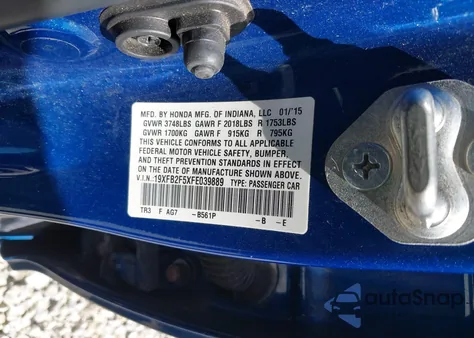 MFD. BY HONDA MFG. OF INDIANA, LLC 01/'15
GVWR 3748LBS GAWR F 2018LBS R 1753LBS
GVWR 1700KG GAWR F 915KG R 795KG
THIS VEHICLE CONFORMS TO ALL APPLICABLE
FEDERAL MOTOR VEHICLE SAFETY, BUMPER,
AND THEFT PREVENTION STANDARDS IN EFFECT
ON THE DATE OF MANUFACTURE SHOWN ABOVE.
V.I.N.:19XFB2F5XFE039889 TYPE: PASSENGER CAR
TR3 F AG7 -B561P -B -E
autoSnap